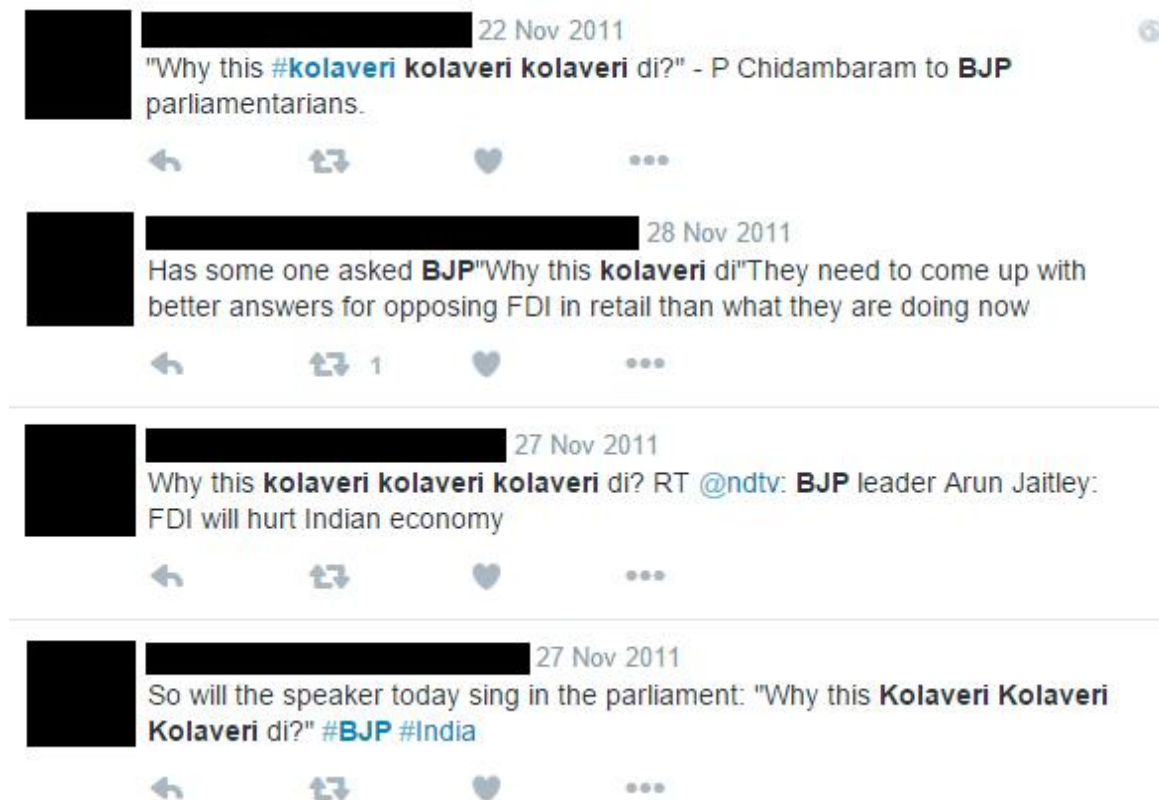 22 Nov 2011
"Why this #kolaveri kolaveri kolaveri di?" - P Chidambaram to BJP
parliamentarians.
28 Nov 2011
Has some one asked BJP"Why this kolaveri di"They need to come up with
better answers for opposing FDI in retail than what they are doing now
1
27 Nov 2011
Why this kolaveri kolaveri kolaveri di? RT @ndtv: BJP leader Arun Jaitley:
FDI will hurt Indian economy
27 Nov 2011
So will the speaker today sing in the parliament: "Why this Kolaveri Kolaveri
Kolaveri di?" #BJP #India